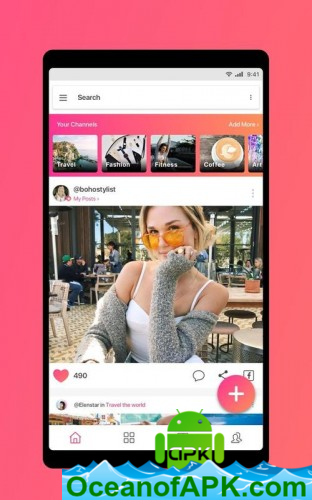 9:41
Search
Your Channels
Add More ›
Travel
Fashion
Fitness
Coffee
Ar
@bohostylist
My Posts ›
490
@Elenstar in Travel the world
APK
OceanofAPK.com